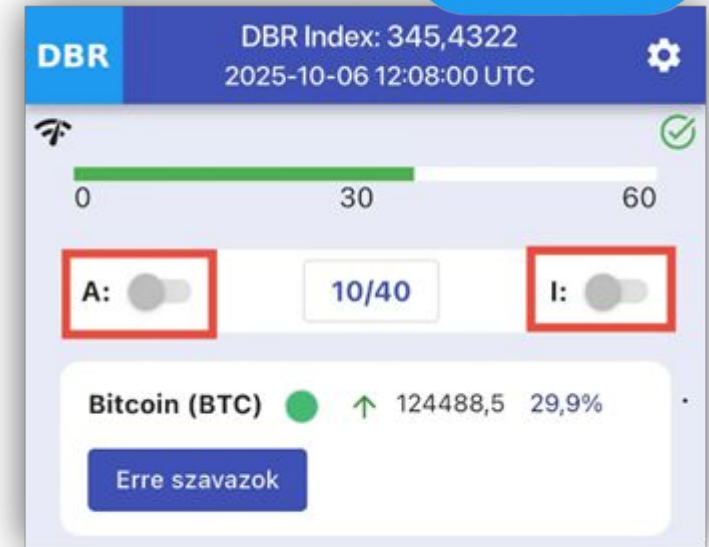 DBR
DBR Index: 345,4322
2025-10-06 12:08:00 UTC
0 30 60
A: 10/40 I:
Bitcoin (BTC) ↑ 124488,5 29,9%
Erre szavazok